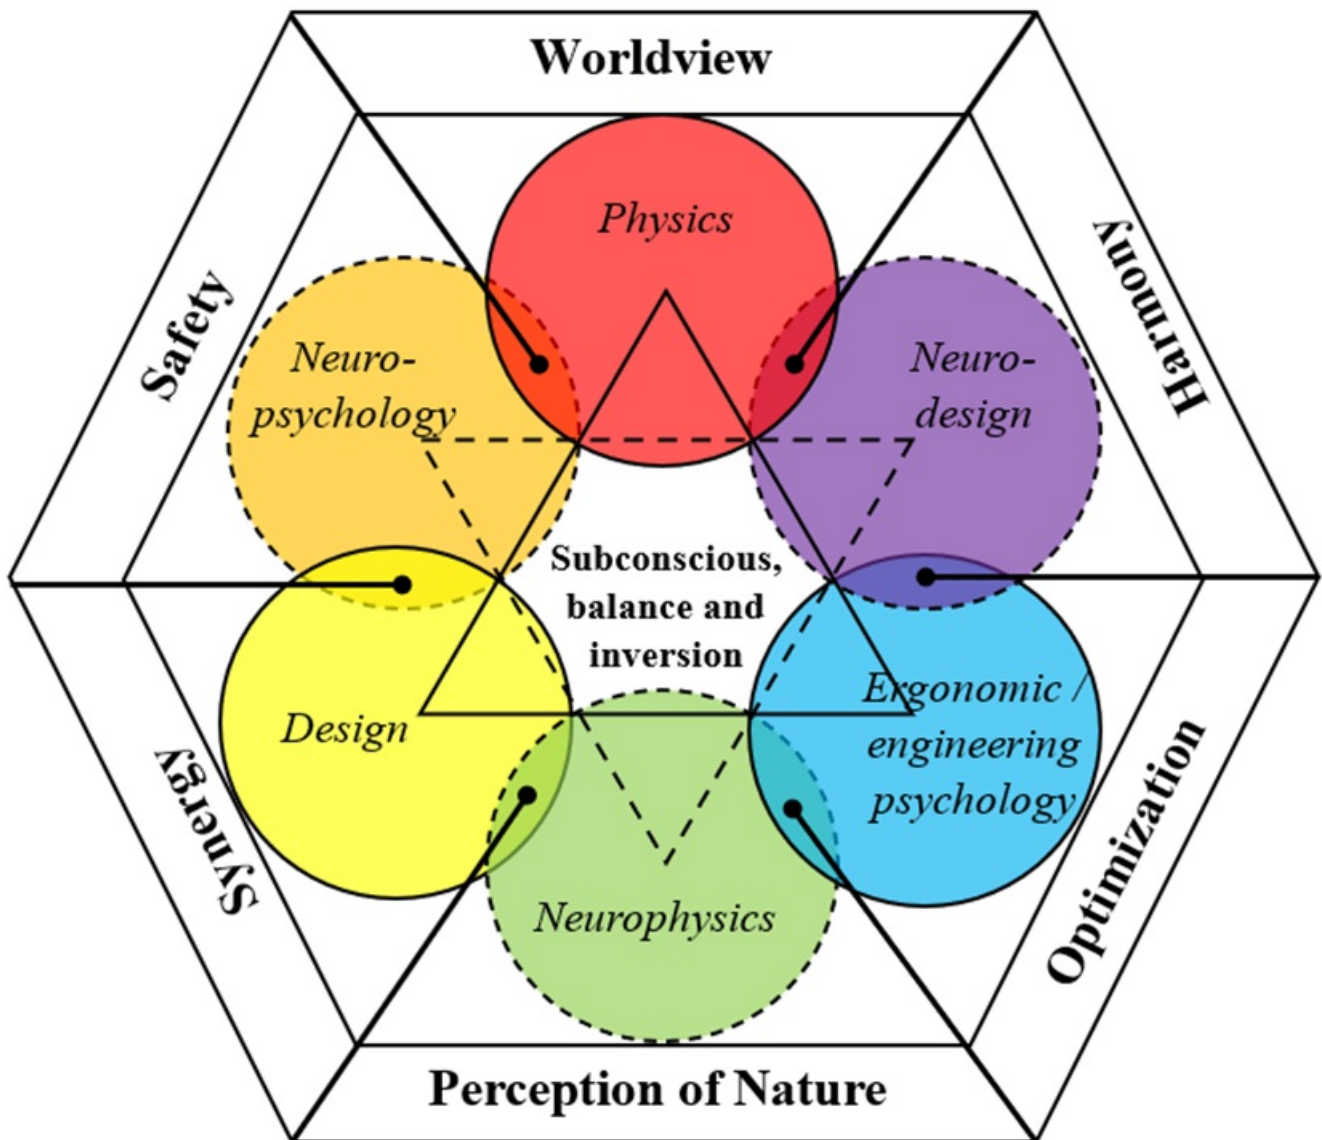 Worldview
Physics
Safety
Harmony
Neuro-
psychology
Neuro-
design
Subconscious,
balance and
inversion
Design
Ergonomic /
engineering
psychology
Synergy
Optimization
Neurophysics
Perception of Nature